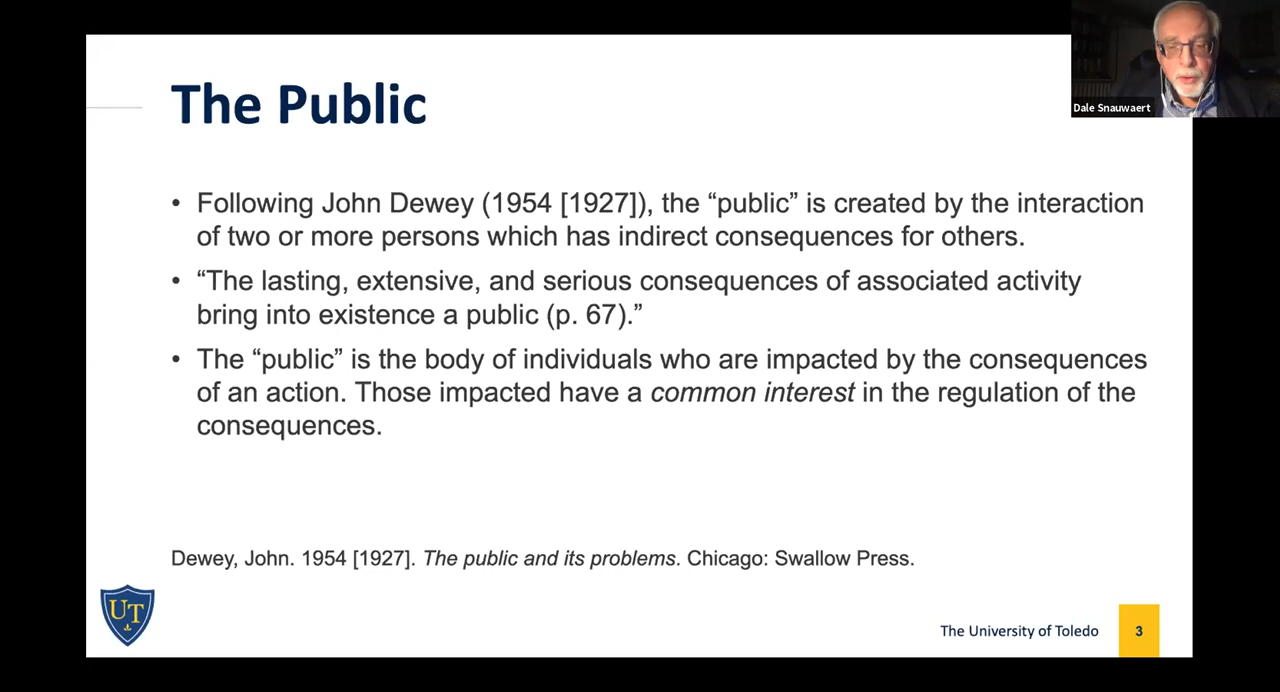 The Public
Dale Snauwaert
• Following John Dewey (1954 [1927]), the “public” is created by the interaction
of two or more persons which has indirect consequences for others.
• “The lasting, extensive, and serious consequences of associated activity
bring into existence a public (p. 67).”
• The “public” is the body of individuals who are impacted by the consequences
of an action. Those impacted have a common interest in the regulation of the
consequences.
Dewey, John. 1954 [1927]. The public and its problems. Chicago: Swallow Press.
UT
The University of Toledo
3